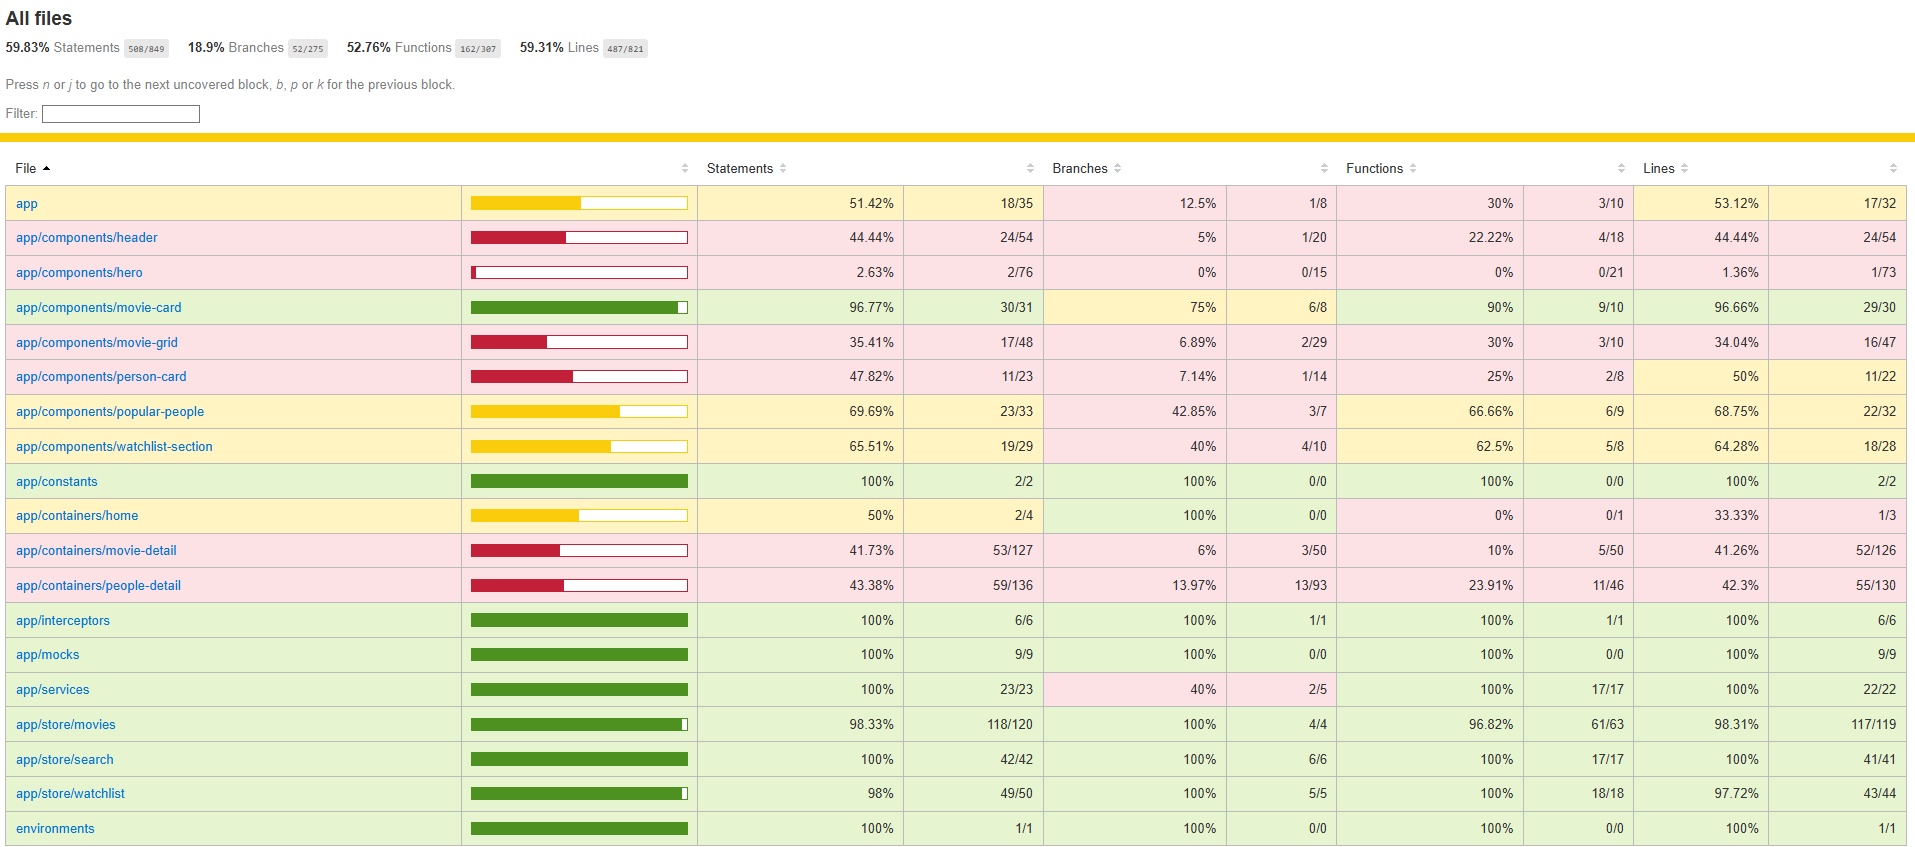 All files
59.83% Statements 508/849 18.9% Branches 52/275 52.76% Functions 162/307 59.31% Lines 487/821
Press n or j to go to the next uncovered block, b, p or k for the previous block.
Filter:
File Statements Branches Functions Lines
app 51.42% 18/35 12.5% 1/8 30% 3/10 53.12% 17/32
app/components/header 44.44% 24/54 5% 1/20 22.22% 4/18 44.44% 24/54
app/components/hero 2.63% 2/76 0% 0/15 0% 0/21 1.36% 1/73
app/components/movie-card 96.77% 30/31 75% 6/8 90% 9/10 96.66% 29/30
app/components/movie-grid 35.41% 17/48 6.89% 2/29 30% 3/10 34.04% 16/47
app/components/person-card 47.82% 11/23 7.14% 1/14 25% 2/8 50% 11/22
app/components/popular-people 69.69% 23/33 42.85% 3/7 66.66% 6/9 68.75% 22/32
app/components/watchlist-section 65.51% 19/29 40% 4/10 62.5% 5/8 64.28% 18/28
app/constants 100% 2/2 100% 0/0 100% 0/0 100% 2/2
app/containers/home 50% 2/4 100% 0/0 0% 0/1 33.33% 1/3
app/containers/movie-detail 41.73% 53/127 6% 3/50 10% 5/50 41.26% 52/126
app/containers/people-detail 43.38% 59/136 13.97% 13/93 23.91% 11/46 42.3% 55/130
app/interceptors 100% 6/6 100% 1/1 100% 1/1 100% 6/6
app/mocks 100% 9/9 100% 0/0 100% 0/0 100% 9/9
app/services 100% 23/23 40% 2/5 100% 17/17 100% 22/22
app/store/movies 98.33% 118/120 100% 4/4 96.82% 61/63 98.31% 117/119
app/store/search 100% 42/42 100% 6/6 100% 17/17 100% 41/41
app/store/watchlist 98% 49/50 100% 5/5 100% 18/18 97.72% 43/44
environments 100% 1/1 100% 0/0 100% 0/0 100% 1/1